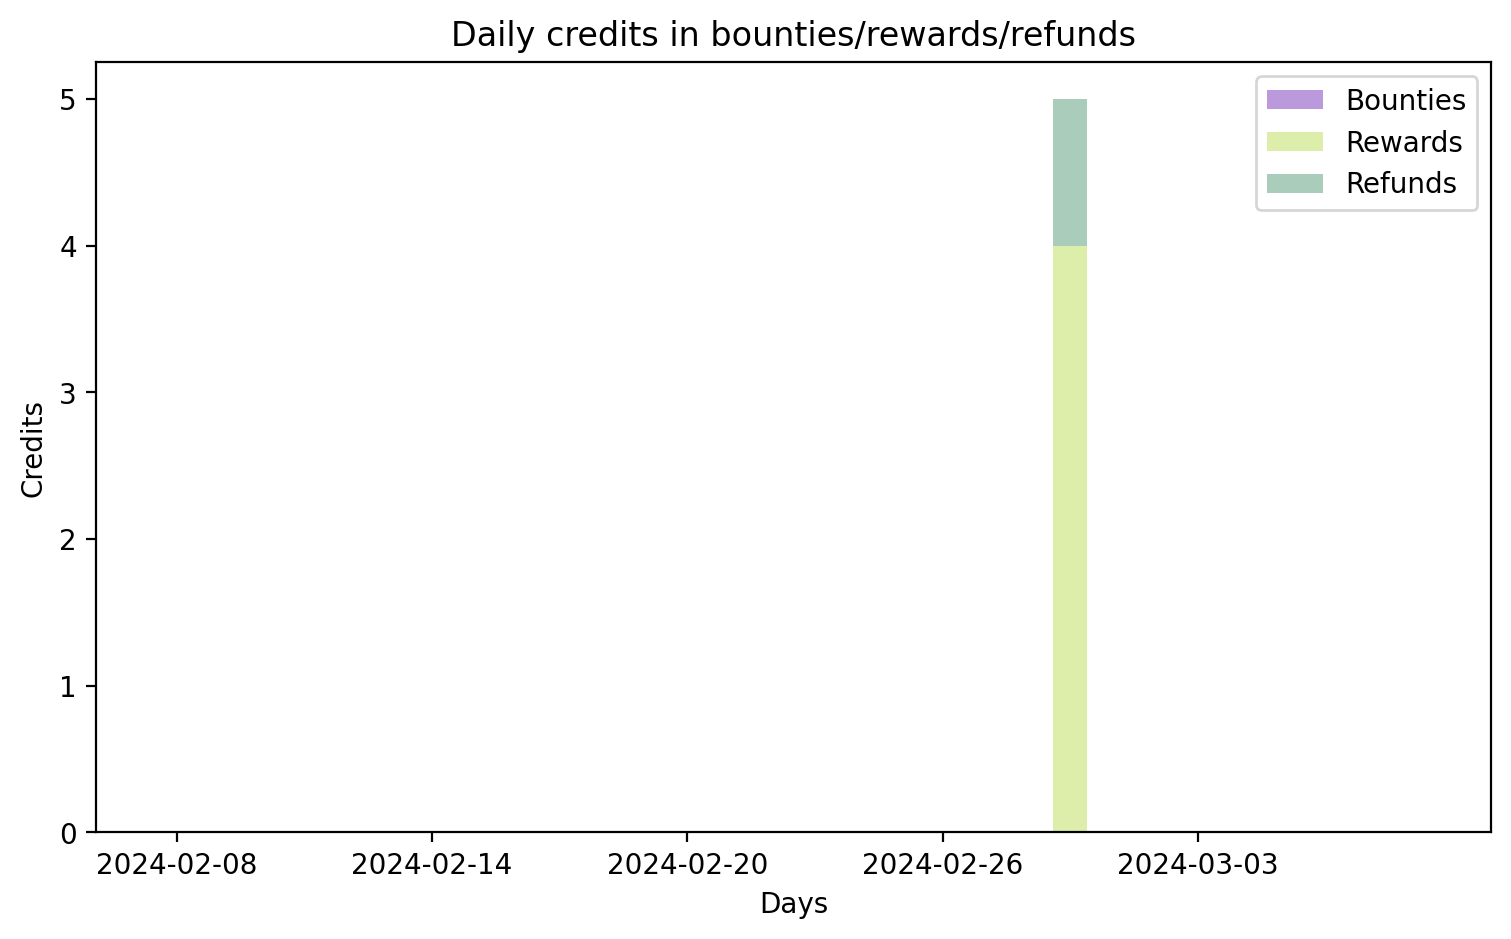 Daily credits in bounties/rewards/refunds
Bounties
Rewards
Refunds
5
4
3
2
1
0
Credits
2024-02-08 2024-02-14 2024-02-20 2024-02-26 2024-03-03
Days